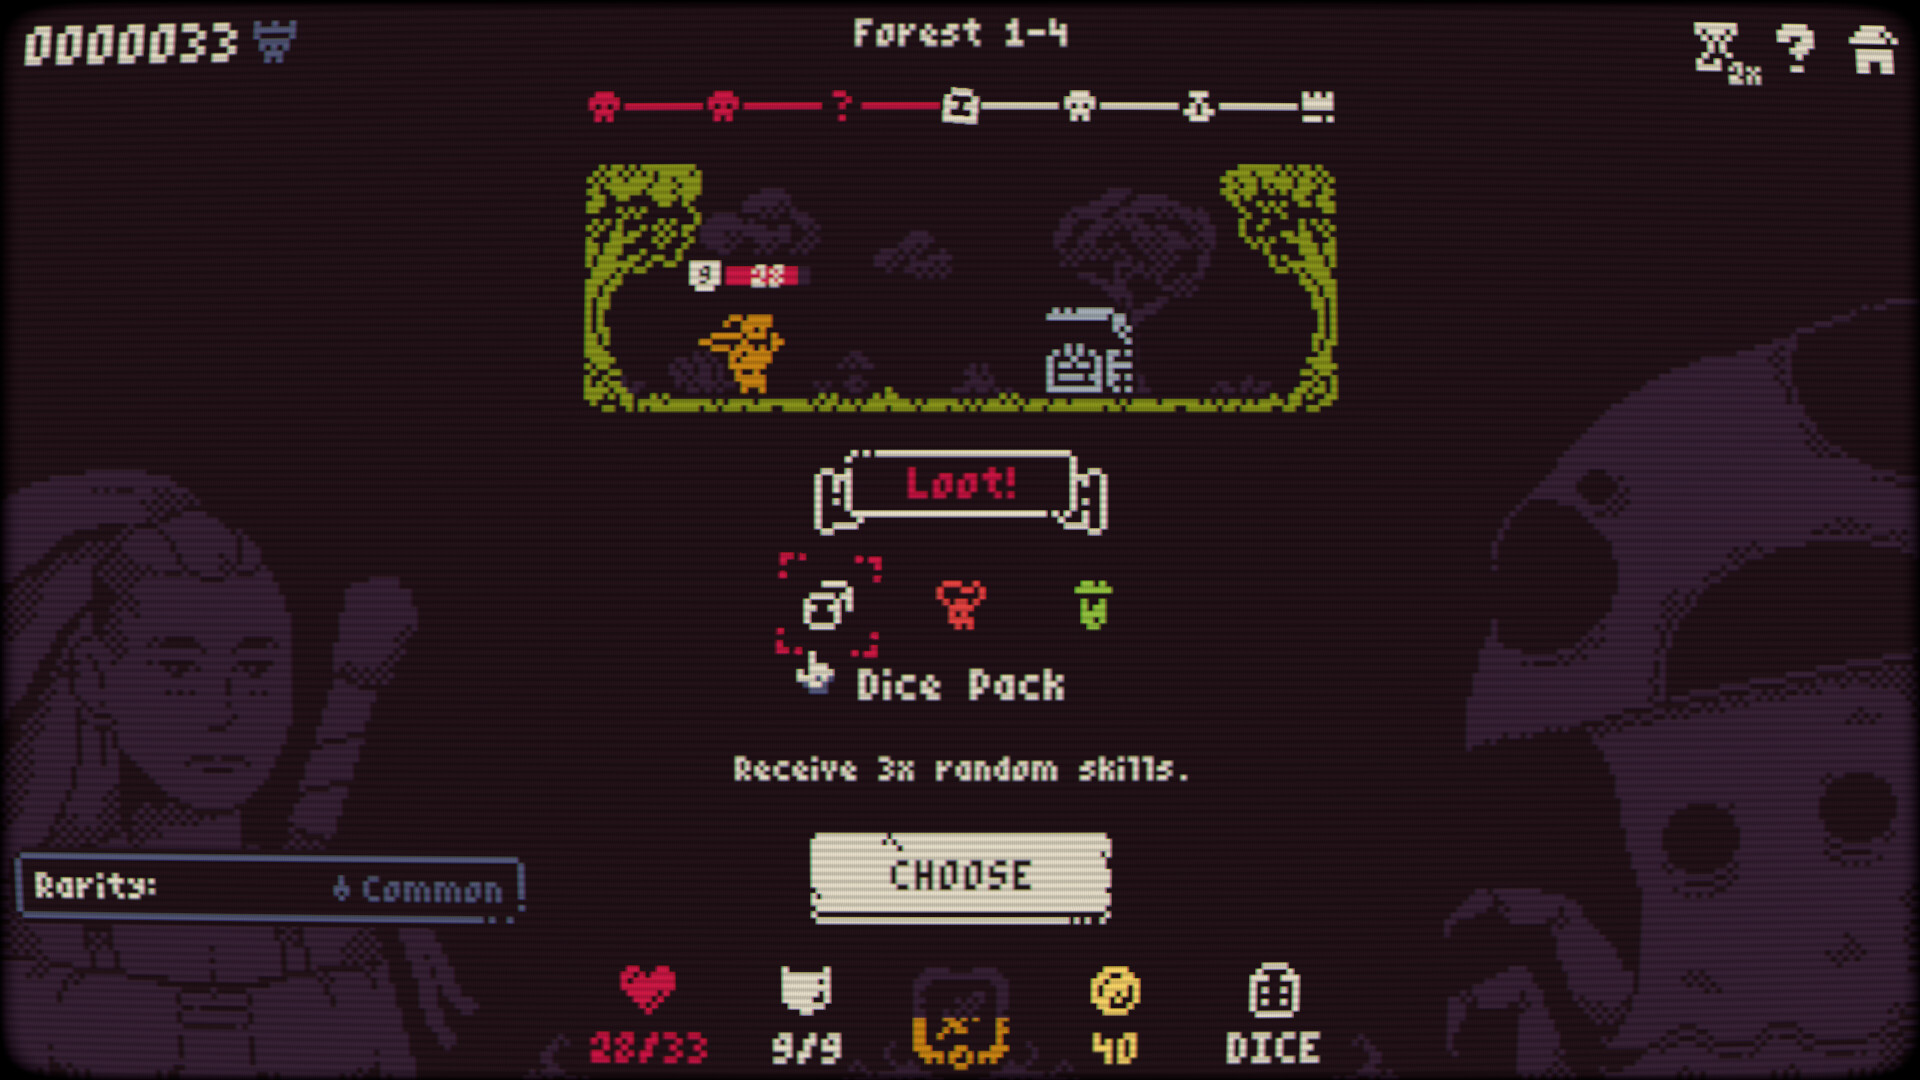 0000033
Forest 1-4
2x
?
?
9 28
Loot!
Dice Pack
Receive 3x random skills.
CHOOSE
Rarity: Common
28/33 9/9 40 DICE